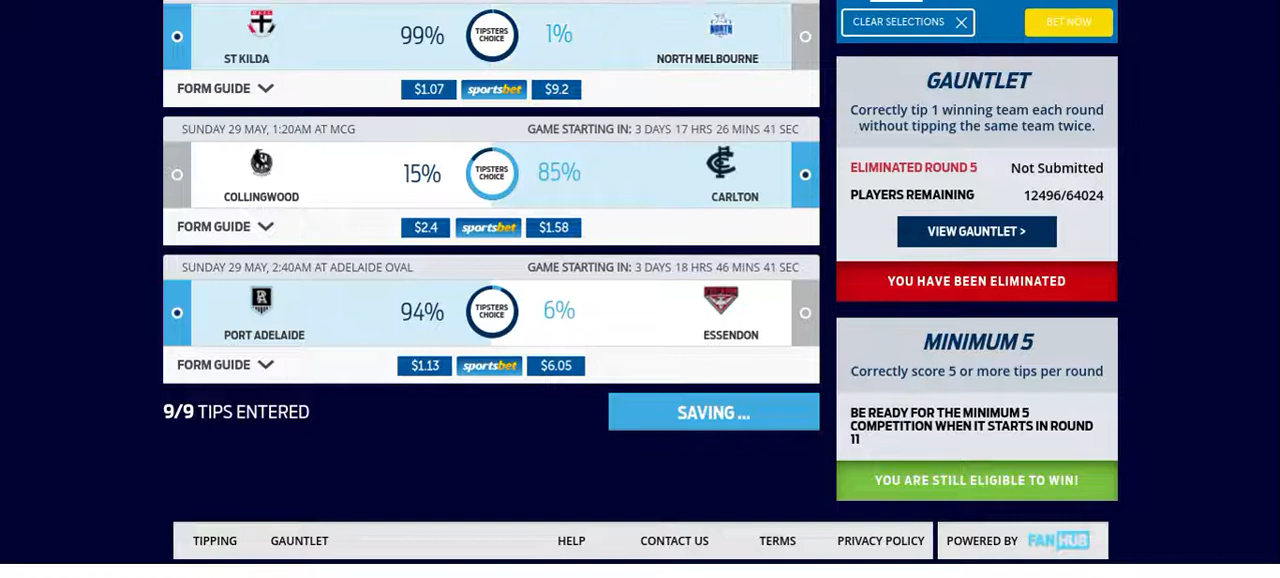 99% TIPSTERS CHOICE 1%
ST KILDA NORTH MELBOURNE
FORM GUIDE $1.07 sportsbet $9.2
SUNDAY 29 MAY, 1:20AM AT MCG GAME STARTING IN: 3 DAYS 17 HRS 26 MINS 41 SEC
15% TIPSTERS CHOICE 85%
COLLINGWOOD CARLTON
FORM GUIDE $2.4 sportsbet $1.58
SUNDAY 29 MAY, 2:40AM AT ADELAIDE OVAL GAME STARTING IN: 3 DAYS 18 HRS 46 MINS 41 SEC
94% TIPSTERS CHOICE 6%
PORT ADELAIDE ESSENDON
FORM GUIDE $1.13 sportsbet $6.05
9/9 TIPS ENTERED SAVING ...
CLEAR SELECTIONS BET NOW
GAUNTLET
Correctly tip 1 winning team each round
without tipping the same team twice.
ELIMINATED ROUND 5 Not Submitted
PLAYERS REMAINING 12496/64024
VIEW GAUNTLET >
YOU HAVE BEEN ELIMINATED
MINIMUM 5
Correctly score 5 or more tips per round
BE READY FOR THE MINIMUM 5
COMPETITION WHEN IT STARTS IN ROUND
11
YOU ARE STILL ELIGIBLE TO WIN!
TIPPING GAUNTLET HELP CONTACT US TERMS PRIVACY POLICY POWERED BY FANHUB